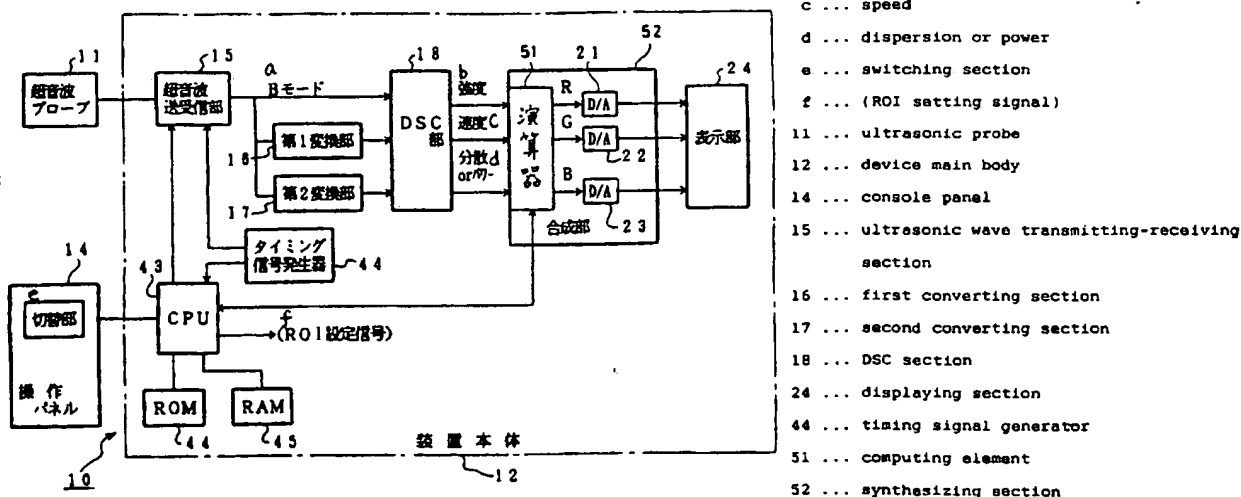 11
超音波
プローブ
15
超音波
送受信部
a
Bモード
16
第1変換部
17
第2変換部
18
DSC
部
b
強度
速度C
分散d
orパワー
51
演算器
R
G
B
21
D/A
22
D/A
23
D/A
合成部
52
24
表示部
タイミング
信号発生器
44
43
CPU
f
(ROI設定信号)
14
e
切替部
操作
パネル
ROM
44
RAM
45
装置本体
12
10
c ... speed
d ... dispersion or power
e ... switching section
f ... (ROI setting signal)
11 ... ultrasonic probe
12 ... device main body
14 ... console panel
15 ... ultrasonic wave transmitting-receiving
section
16 ... first converting section
17 ... second converting section
18 ... DSC section
24 ... displaying section
44 ... timing signal generator
51 ... computing element
52 ... synthesizing section